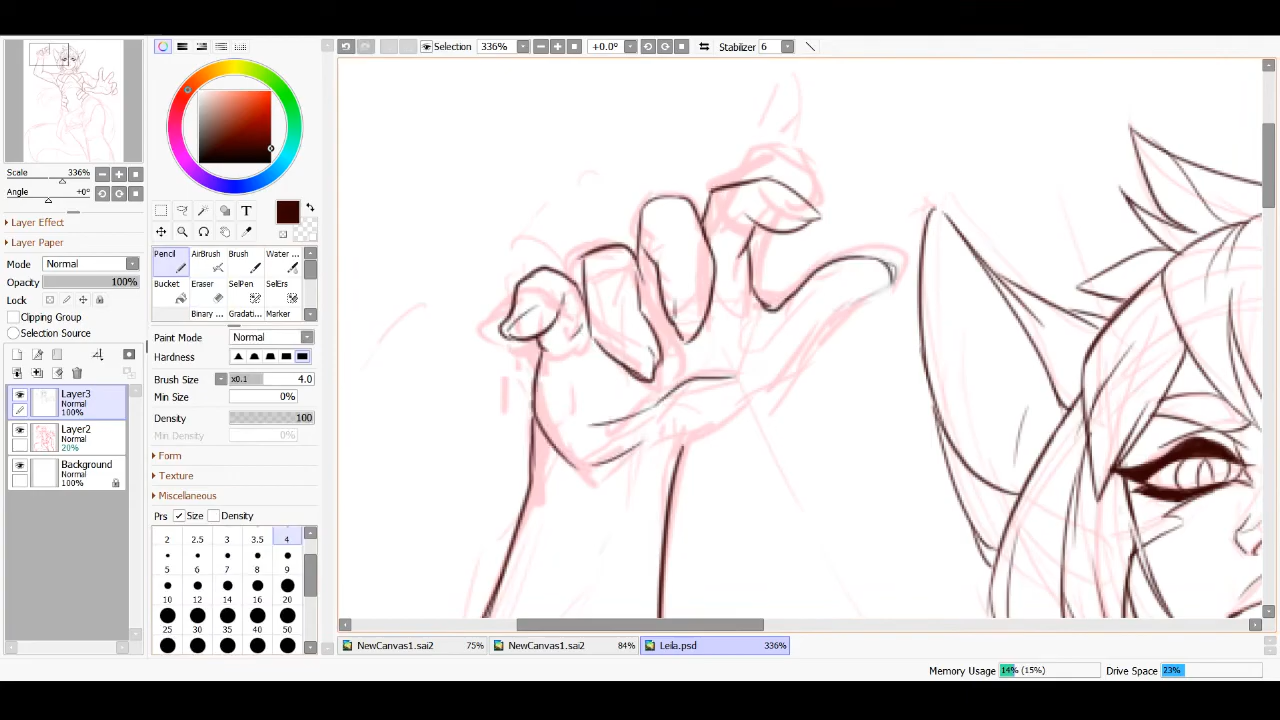 Selection 336% +0.0° Stabilizer 6
Scale 336%
Angle +0°
Layer Effect
Layer Paper
Mode Normal
Opacity 100%
Lock
Clipping Group
Selection Source
Layer3
Normal
100%
Layer2
Normal
20%
Background
Normal
100%
T
Pencil AirBrush Brush Water ...
Bucket Eraser SelPen SelErs
Binary ... Gradati... Marker
Paint Mode Normal
Hardness
Brush Size x0.1 4.0
Min Size 0%
Density 100
Min Density 0%
Form
Texture
Miscellaneous
Prs Size Density
2 2.5 3 3.5 4
5 6 7 8 9
10 12 14 16 20
25 30 35 40 50
NewCanvas1.sai2 75% NewCanvas1.sai2 84% Leila.psd 336%
Memory Usage 14% (15%) Drive Space 23%